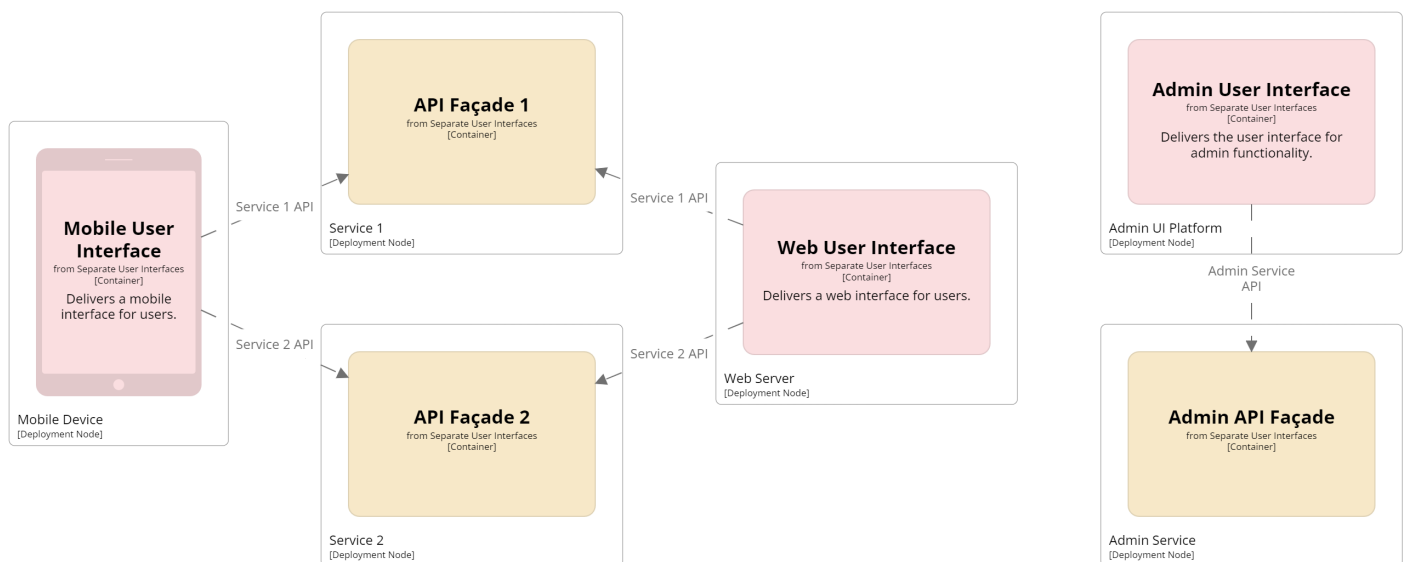 Mobile User
Interface
from Separate User Interfaces
[Container]
Delivers a mobile
interface for users.
Mobile Device
[Deployment Node]
Service 1 API
Service 2 API
API Façade 1
from Separate User Interfaces
[Container]
Service 1
[Deployment Node]
API Façade 2
from Separate User Interfaces
[Container]
Service 2
[Deployment Node]
Service 1 API
Service 2 API
Web User Interface
from Separate User Interfaces
[Container]
Delivers a web interface for users.
Web Server
[Deployment Node]
Admin User Interface
from Separate User Interfaces
[Container]
Delivers the user interface for
admin functionality.
Admin UI Platform
[Deployment Node]
Admin Service
API
Admin API Façade
from Separate User Interfaces
[Container]
Admin Service
[Deployment Node]